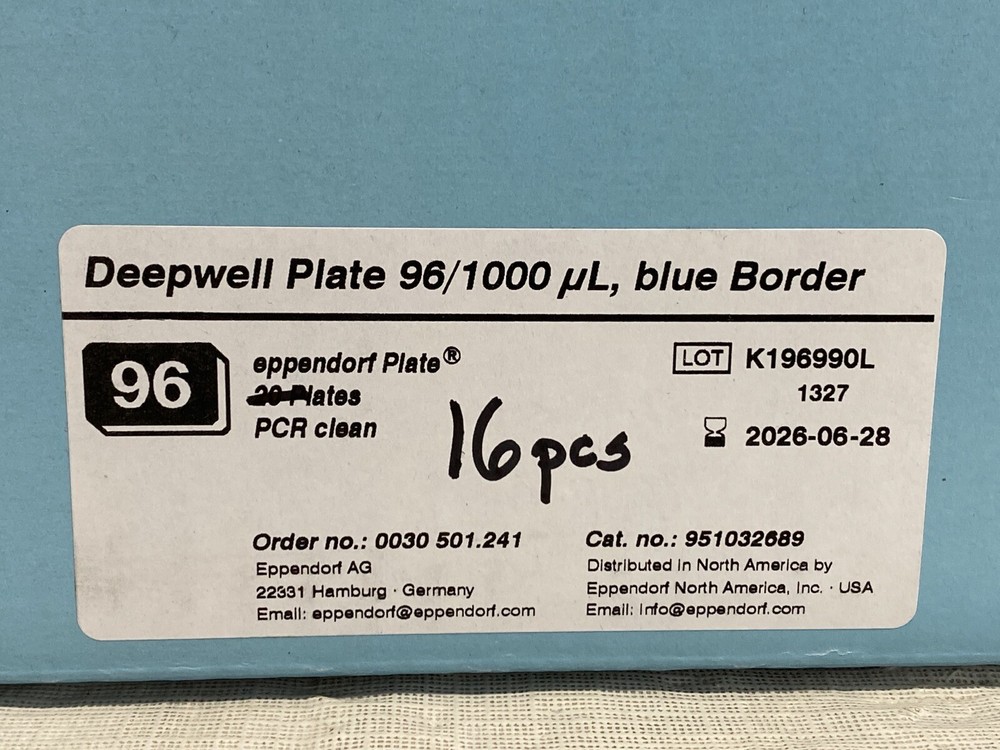 Deepwell Plate 96/1000 µL, blue Border
96
eppendorf Plate®
20 Plates
PCR clean
16 pcs
LOT K196990L
1327
2026-06-28
Order no.: 0030 501.241
Eppendorf AG
22331 Hamburg · Germany
Email: eppendorf@eppendorf.com
Cat. no.: 951032689
Distributed in North America by
Eppendorf North America, Inc. · USA
Email: info@eppendorf.com